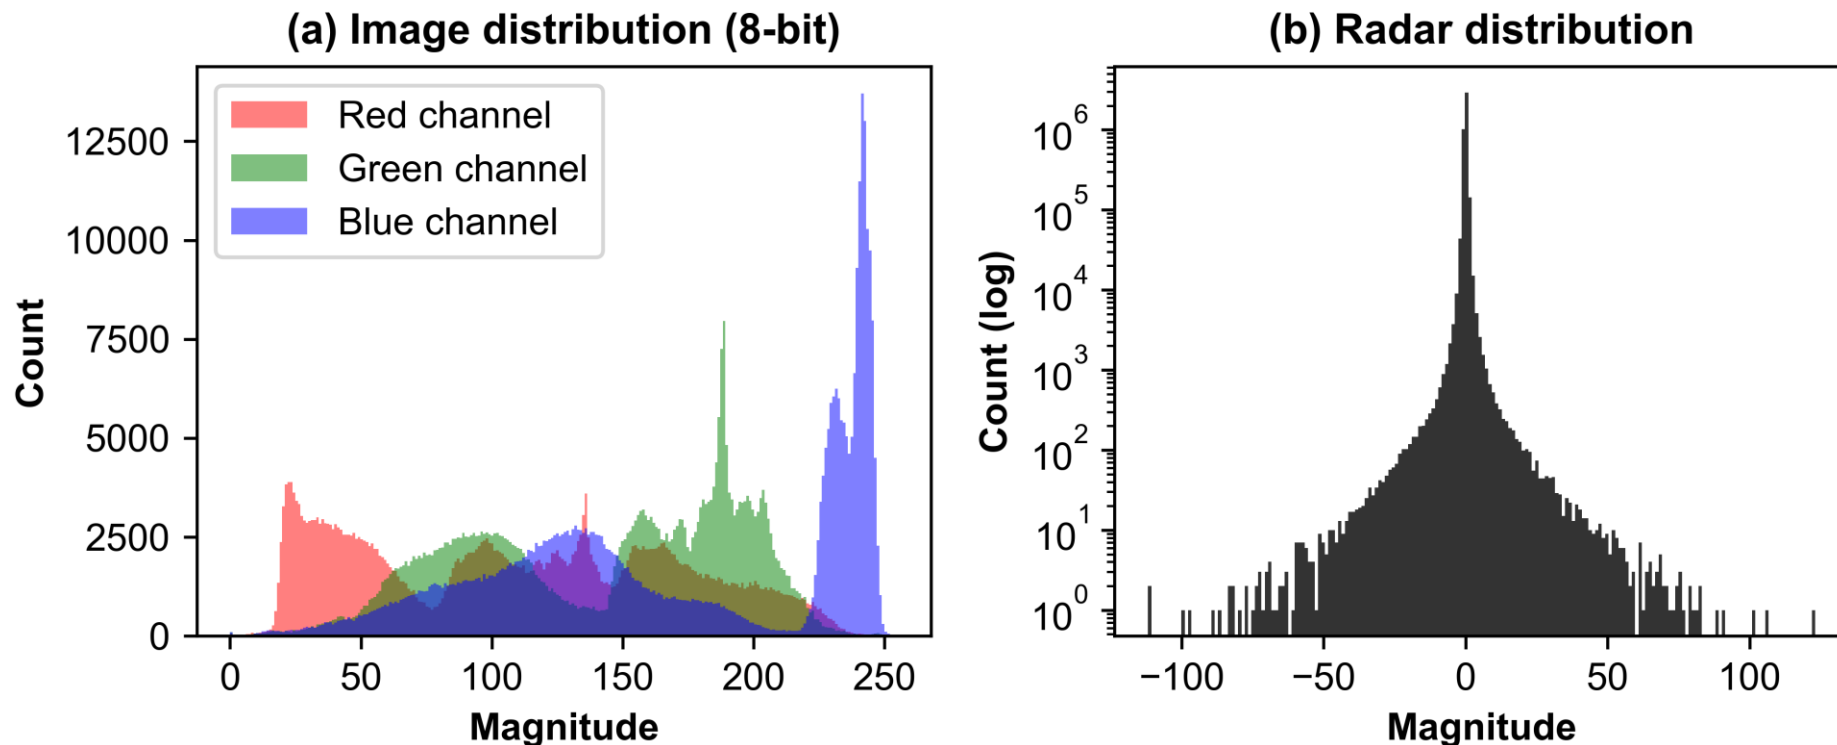 (a) Image distribution (8-bit)
Red channel
Green channel
Blue channel
Count
12500
10000
7500
5000
2500
0
0 50 100 150 200 250
Magnitude
(b) Radar distribution
Count (log)
10^6
10^5
10^4
10^3
10^2
10^1
10^0
−100 −50 0 50 100
Magnitude